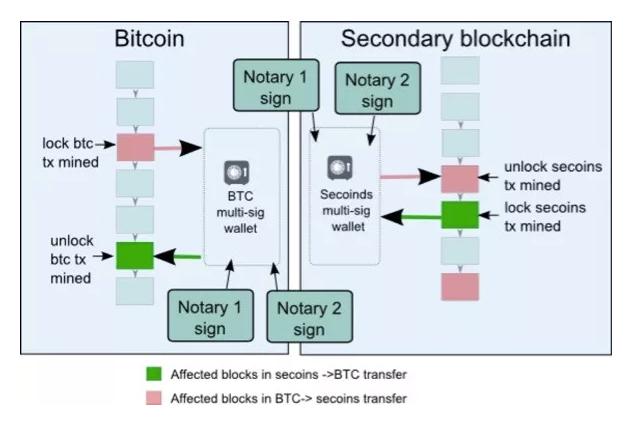 Bitcoin
Secondary blockchain
Notary 1
sign
Notary 2
sign
lock btc
tx mined
BTC
multi-sig
wallet
Secoinds
multi-sig
wallet
unlock secoins
tx mined
lock secoins
tx mined
unlock
btc tx
mined
Notary 1
sign
Notary 2
sign
Affected blocks in secoins ->BTC transfer
Affected blocks in BTC-> secoins transfer